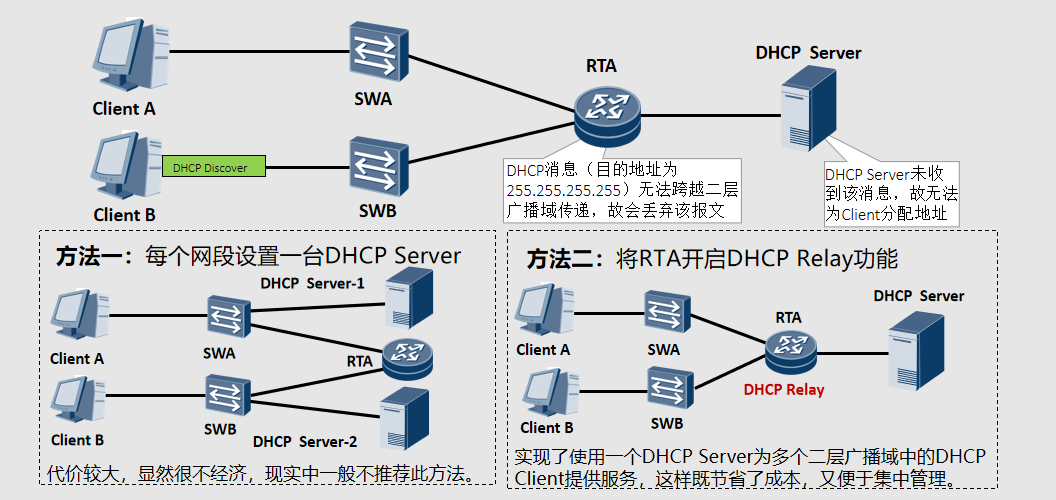 Client A
SWA
RTA
DHCP Server
Client B
DHCP Discover
SWB
DHCP消息（目的地址为
255.255.255.255）无法跨越二层
广播域传递，故会丢弃该报文
DHCP Server未收
到该消息，故无法
为Client分配地址
方法一：每个网段设置一台DHCP Server
DHCP Server-1
Client A
SWA
RTA
Client B
SWB
DHCP Server-2
代价较大，显然很不经济，现实中一般不推荐此方法。
方法二：将RTA开启DHCP Relay功能
DHCP Server
Client A
SWA
RTA
DHCP Relay
Client B
SWB
实现了使用一个DHCP Server为多个二层广播域中的DHCP
Client提供服务，这样既节省了成本，又便于集中管理。